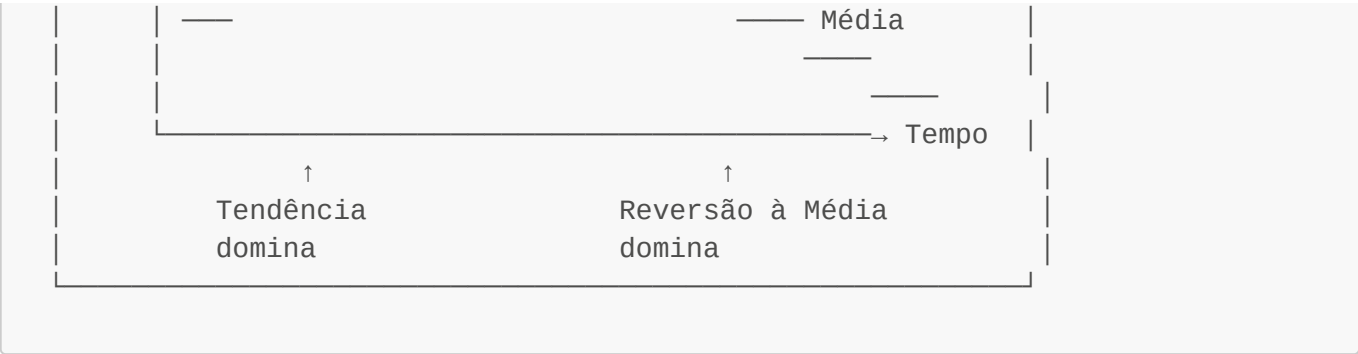 Média
→ Tempo
↑ ↑
Tendência Reversão à Média
domina domina